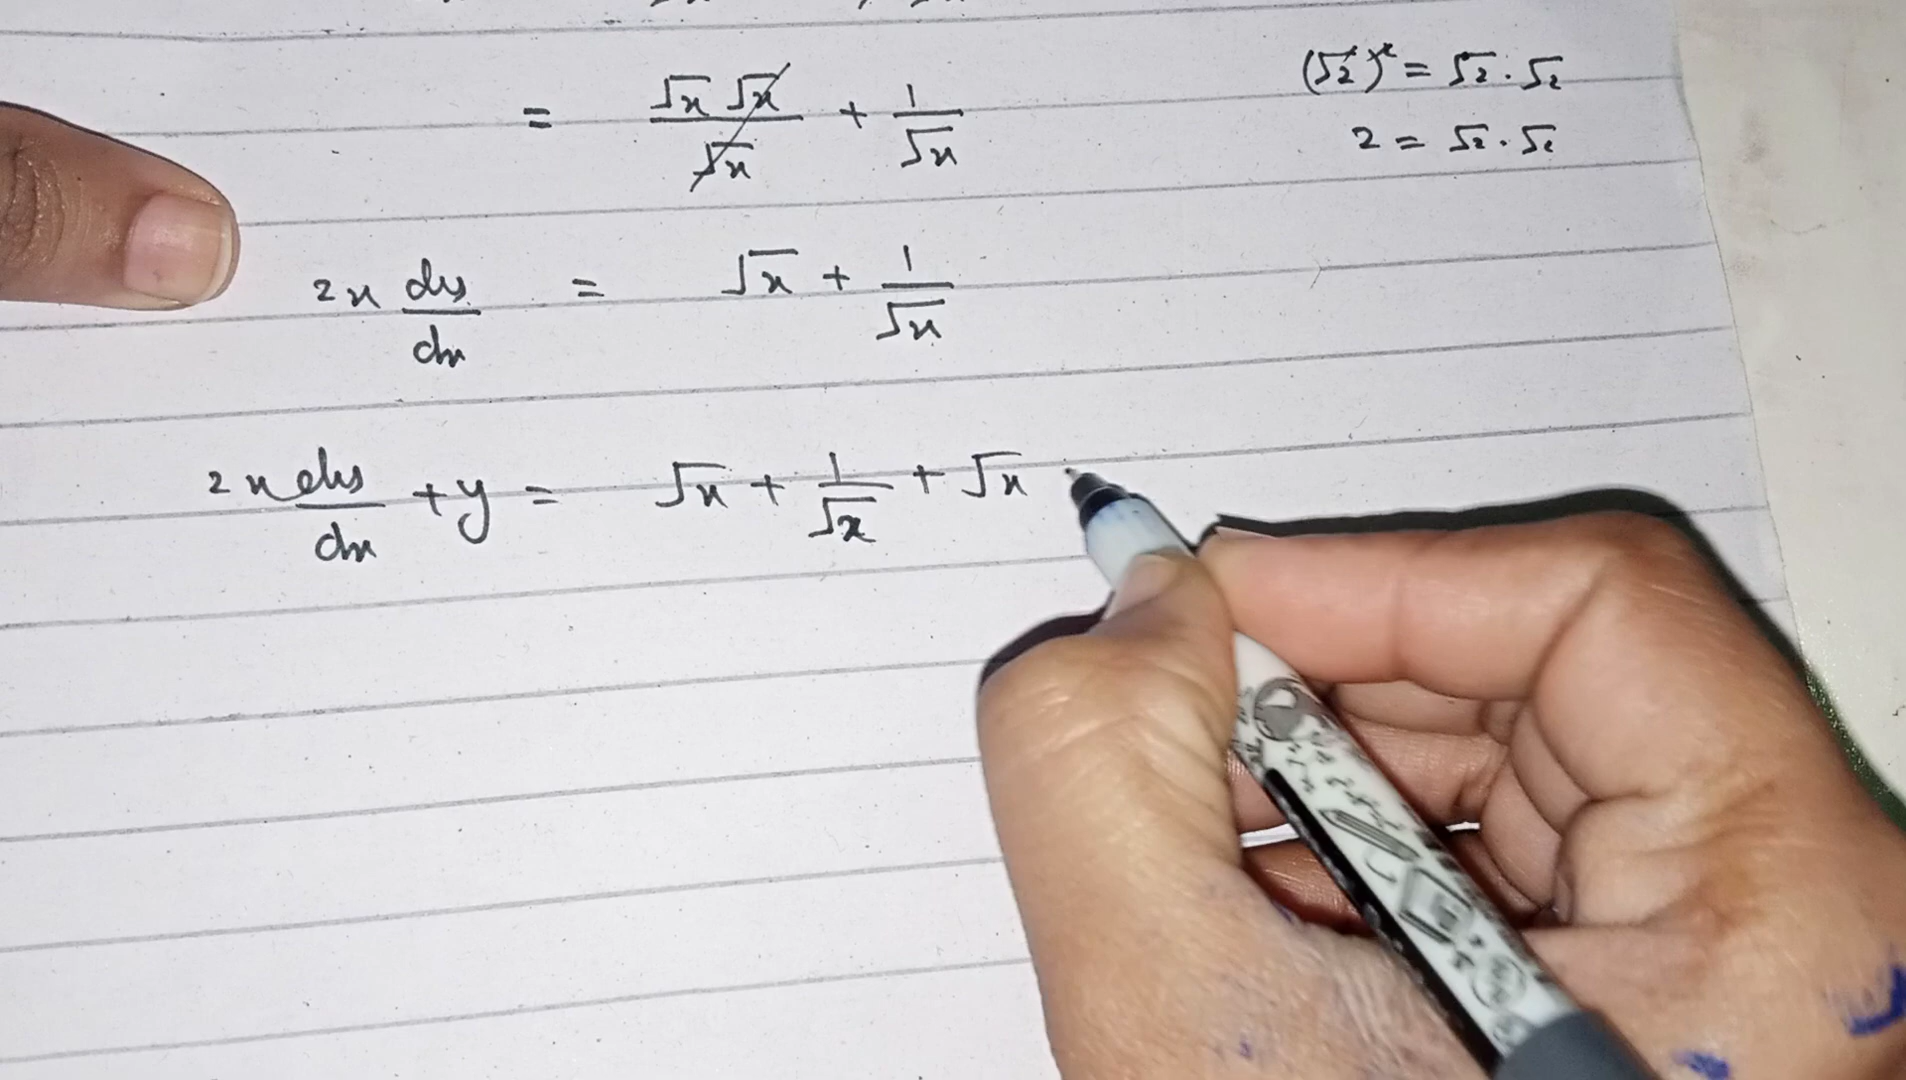 = √x √x / √x + 1/√x
(√2)² = √2 . √2
2 = √2 . √2
2x dy/dx = √x + 1/√x
2x dy/dx + y = √x + 1/√x + √x